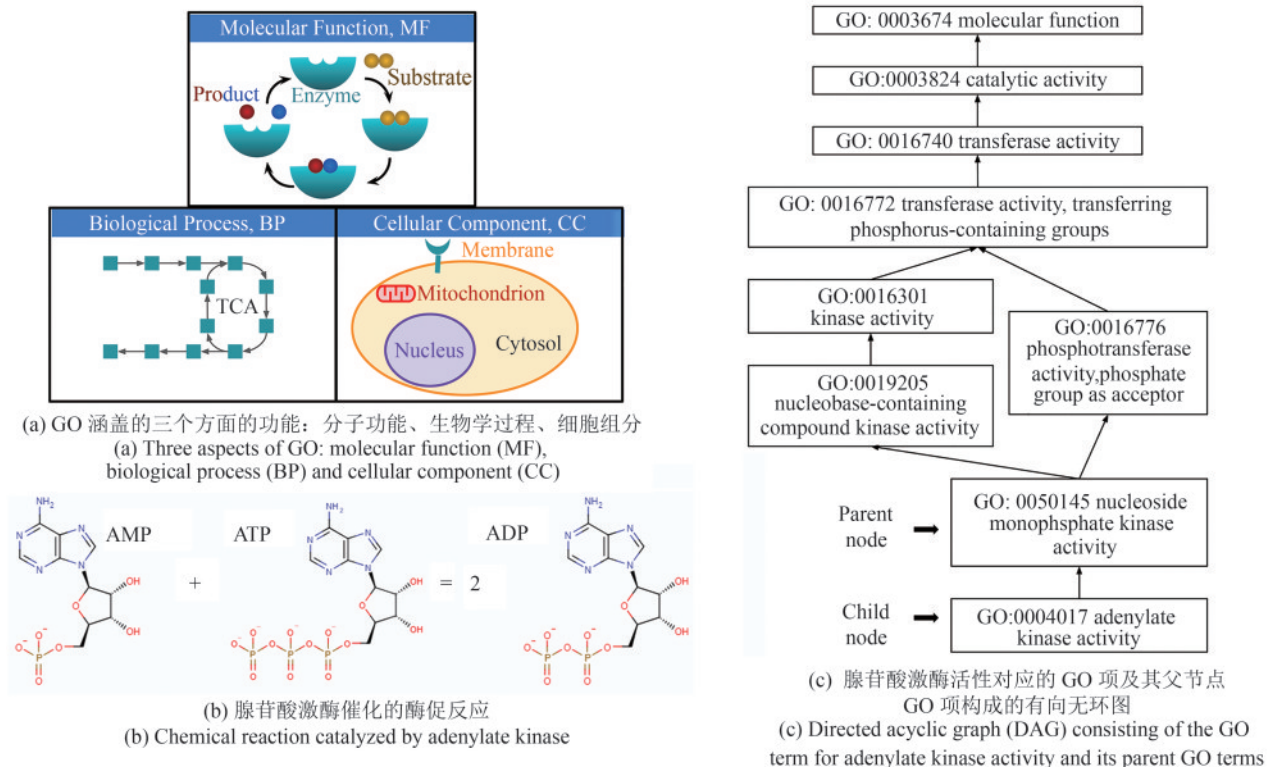 Molecular Function, MF
Substrate
Product
Enzyme
Biological Process, BP
TCA
Cellular Component, CC
Membrane
Mitochondrion
Nucleus
Cytosol
(a) GO 涵盖的三个方面的功能：分子功能、生物学过程、细胞组分
(a) Three aspects of GO: molecular function (MF),
biological process (BP) and cellular component (CC)
NH₂
N
N
N
N
AMP
+
O
OH
OH
O⁻
O⁻
P
O
O
ATP
NH₂
N
N
N
N
O
OH
OH
O⁻
O⁻
O⁻
O⁻
P
O
P
O
P
O
O
O
O
= 2
ADP
NH₂
N
N
N
N
O
OH
OH
O⁻
O⁻
O⁻
P
O
P
O
O
O
(b) 腺苷酸激酶催化的酶促反应
(b) Chemical reaction catalyzed by adenylate kinase
GO: 0003674 molecular function
GO:0003824 catalytic activity
GO: 0016740 transferase activity
GO: 0016772 transferase activity, transferring
phosphorus-containing groups
GO:0016301
kinase activity
GO:0016776
phosphotransferase
activity,phosphate
group as acceptor
GO:0019205
nucleobase-containing
compound kinase activity
Parent
node
GO: 0050145 nucleoside
monophsphate kinase
activity
Child
node
GO:0004017 adenylate
kinase activity
(c) 腺苷酸激酶活性对应的 GO 项及其父节点
GO 项构成的有向无环图
(c) Directed acyclic graph (DAG) consisting of the GO
term for adenylate kinase activity and its parent GO terms